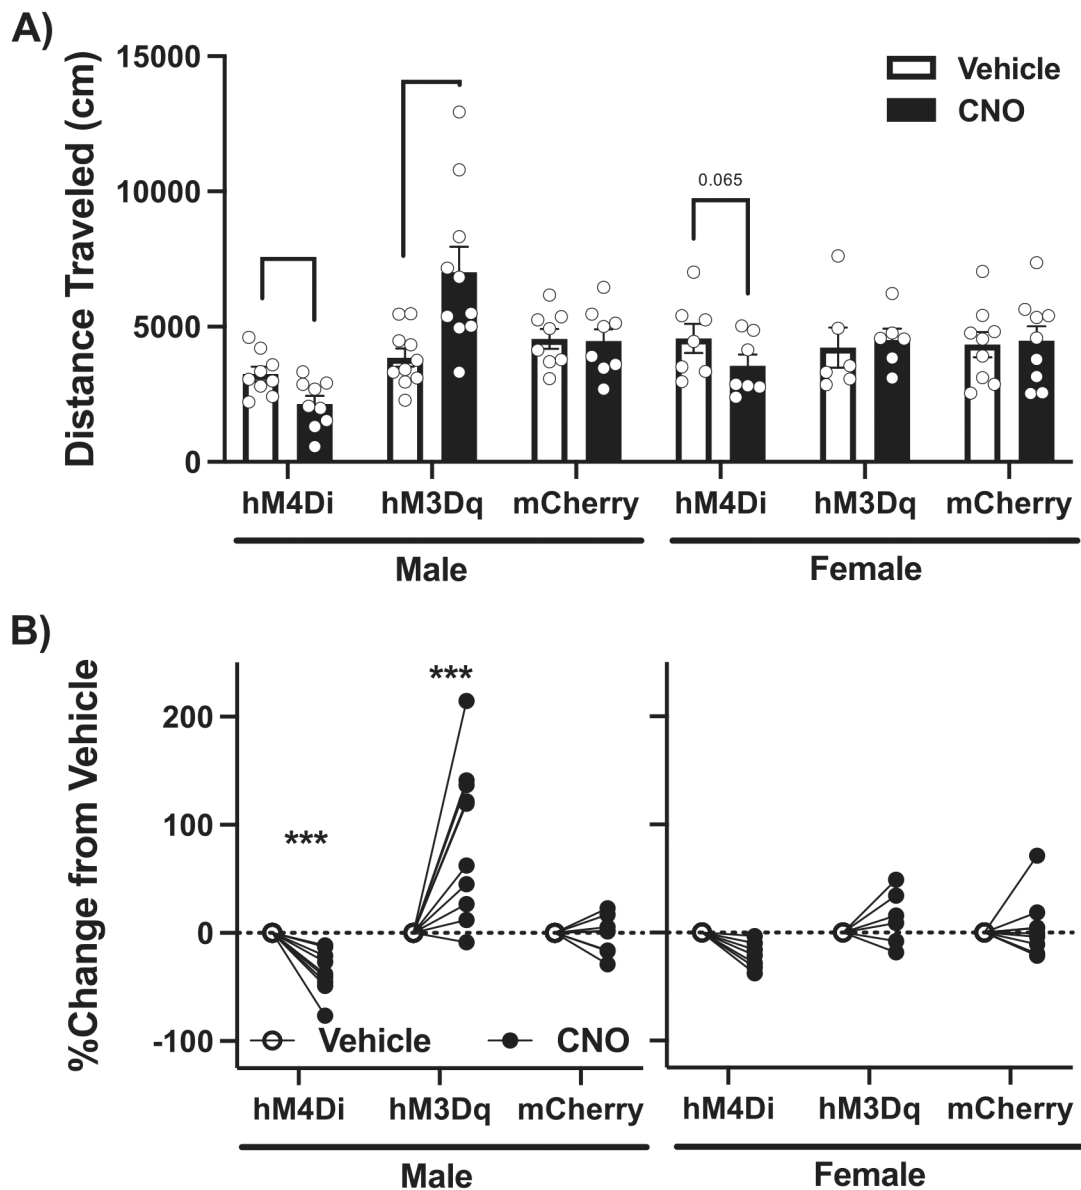 A)
Distance Traveled (cm)
15000
10000
5000
0
Vehicle
CNO
0.065
hM4Di hM3Dq mCherry hM4Di hM3Dq mCherry
Male Female
B)
%Change from Vehicle
200
100
0
-100
***
***
Vehicle CNO
hM4Di hM3Dq mCherry hM4Di hM3Dq mCherry
Male Female